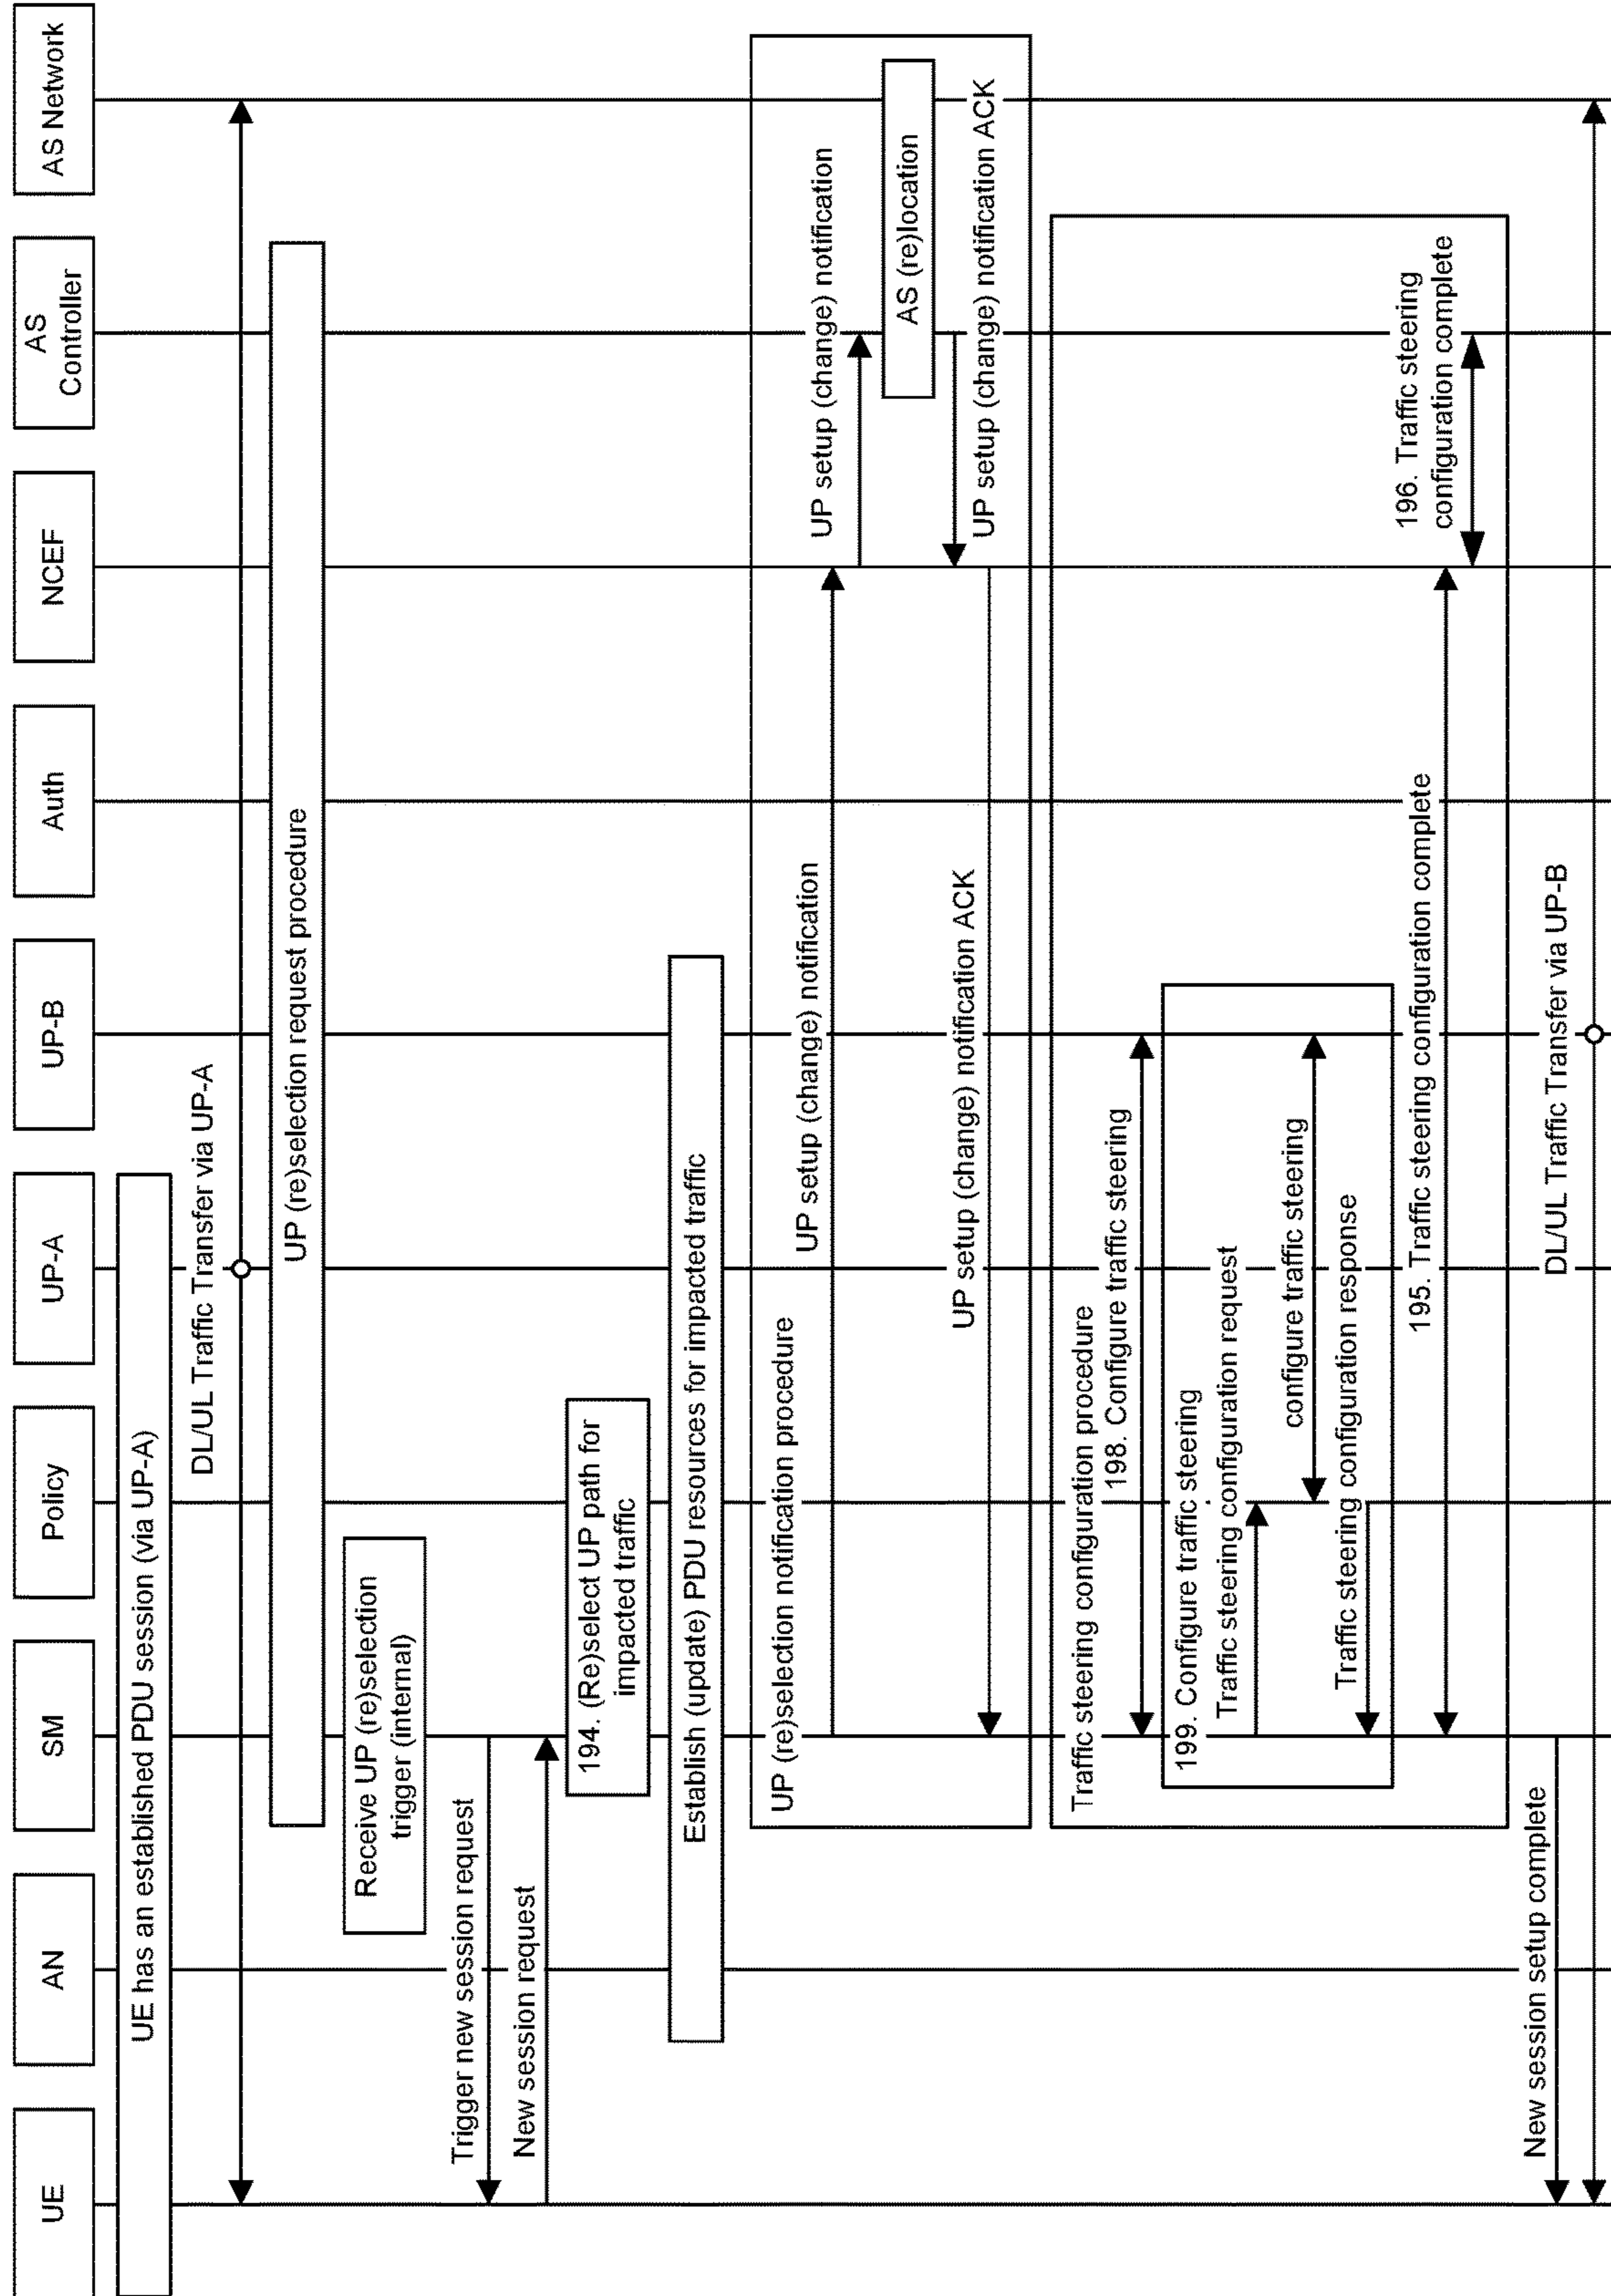 UE
AN
SM
Policy
UP-A
UP-B
Auth
NCEF
AS
Controller
AS Network
UE has an established PDU session (via UP-A)
DL/UL Traffic Transfer via UP-A
UP (re)selection request procedure
Receive UP (re)selection
trigger (internal)
Trigger new session request
New session request
194. (Re)select UP path for
impacted traffic
Establish (update) PDU resources for impacted traffic
UP (re)selection notification procedure
UP setup (change) notification
UP setup (change) notification
AS (re)location
UP setup (change) notification ACK
UP setup (change) notification ACK
Traffic steering configuration procedure
198. Configure traffic steering
199. Configure traffic steering
Traffic steering configuration request
configure traffic steering
Traffic steering configuration response
195. Traffic steering configuration complete
196. Traffic steering
configuration complete
New session setup complete
DL/UL Traffic Transfer via UP-B